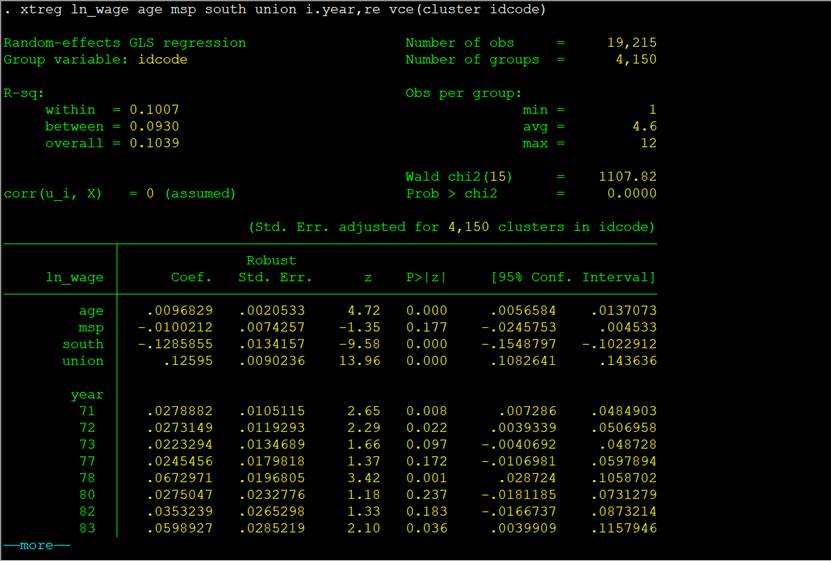 . xtreg ln_wage age msp south union i.year,re vce(cluster idcode)
Random-effects GLS regression Number of obs = 19,215
Group variable: idcode Number of groups = 4,150
R-sq: Obs per group:
within = 0.1007 min = 1
between = 0.0930 avg = 4.6
overall = 0.1039 max = 12
Wald chi2(15) = 1107.82
corr(u_i, X) = 0 (assumed) Prob > chi2 = 0.0000
(Std. Err. adjusted for 4,150 clusters in idcode)
Robust
ln_wage Coef. Std. Err. z P>|z| [95% Conf. Interval]
age .0096829 .0020533 4.72 0.000 .0056584 .0137073
msp -.0100212 .0074257 -1.35 0.177 -.0245753 .004533
south -.1285855 .0134157 -9.58 0.000 -.1548797 -.1022912
union .12595 .0090236 13.96 0.000 .1082641 .143636
year
71 .0278882 .0105115 2.65 0.008 .007286 .0484903
72 .0273149 .0119293 2.29 0.022 .0039339 .0506958
73 .0223294 .0134689 1.66 0.097 -.0040692 .048728
77 .0245456 .0179818 1.37 0.172 -.0106981 .0597894
78 .0672971 .0196805 3.42 0.001 .028724 .1058702
80 .0275047 .0232776 1.18 0.237 -.0181185 .0731279
82 .0353239 .0265298 1.33 0.183 -.0166737 .0873214
83 .0598927 .0285219 2.10 0.036 .0039909 .1157946
—more—